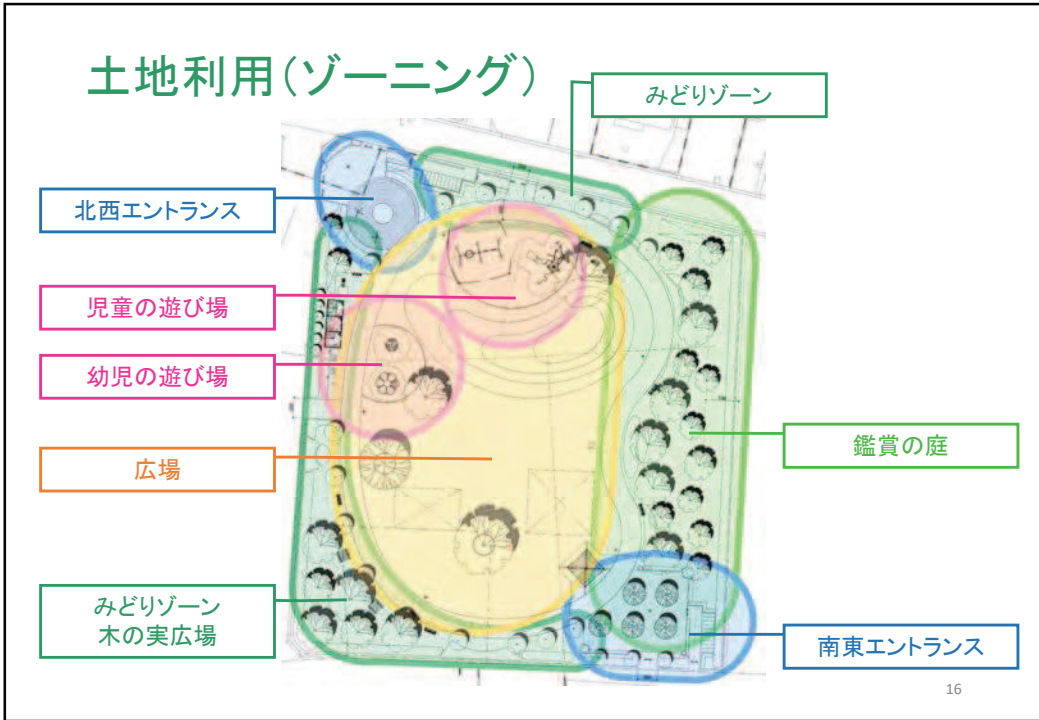 土地利用(ゾーニング)
みどりゾーン
北西エントランス
児童の遊び場
幼児の遊び場
広場
鑑賞の庭
みどりゾーン
木の実広場
南東エントランス
16